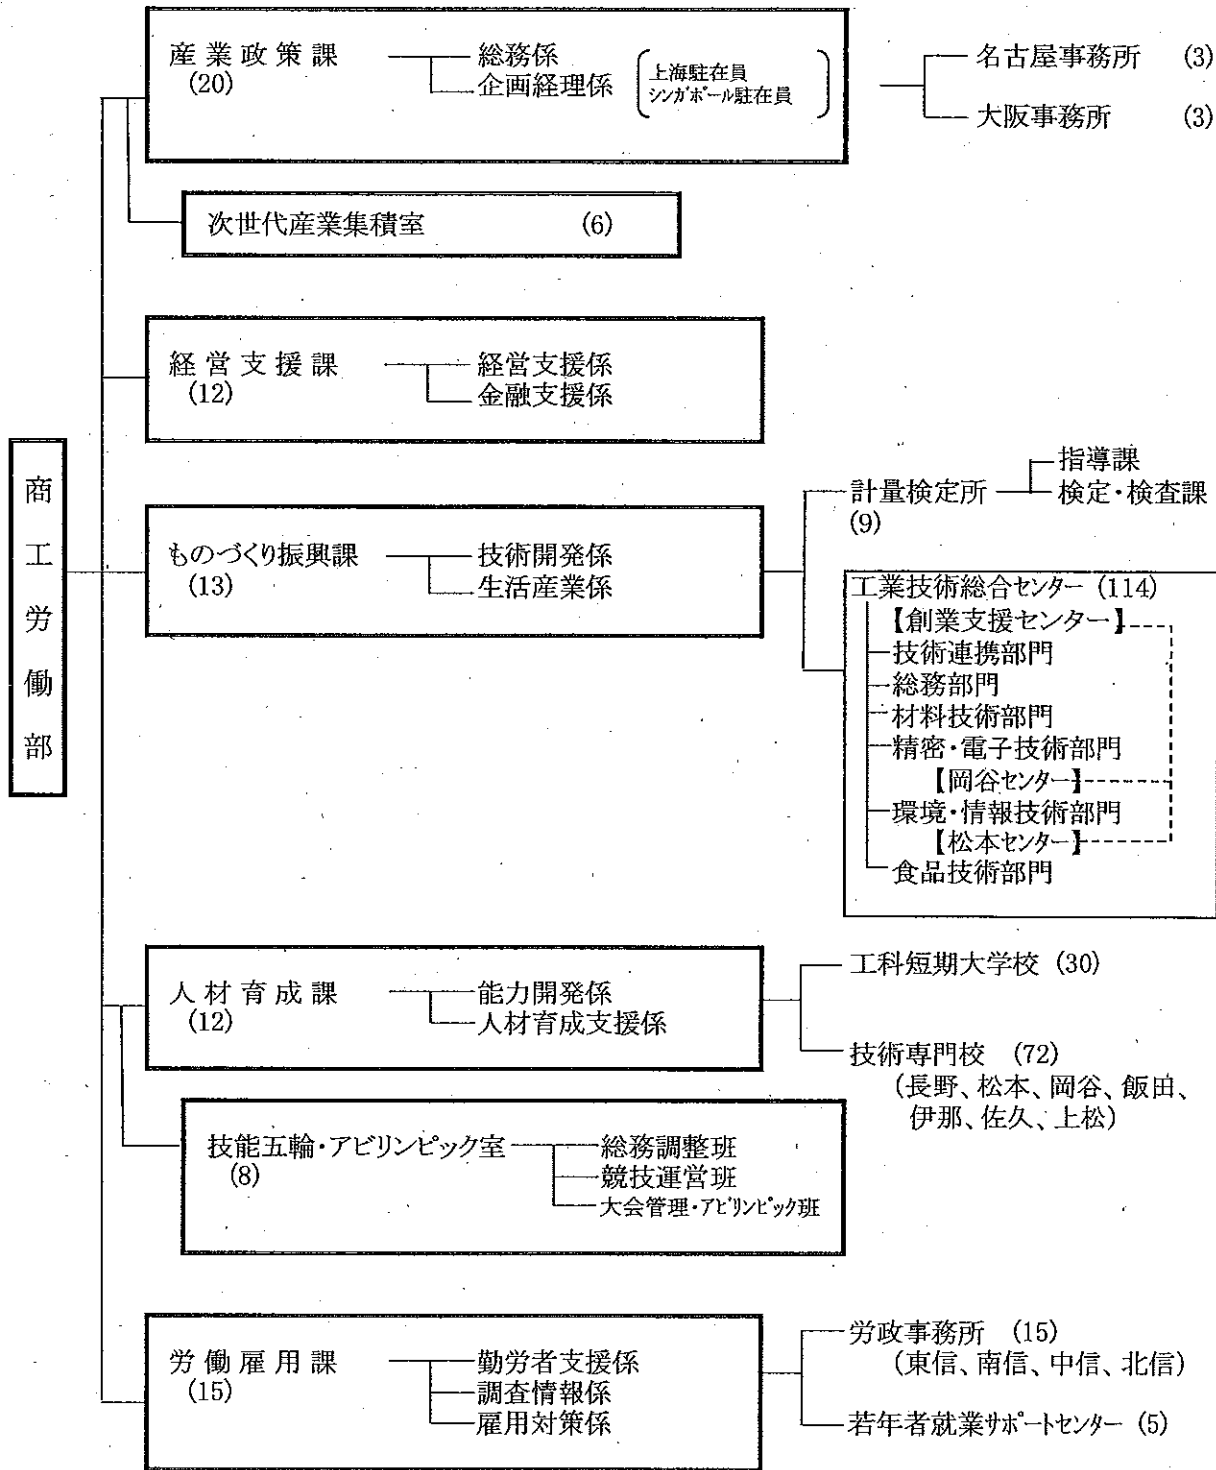 産業政策課
(20)
総務係
企画経理係
上海駐在員
シンガポール駐在員
名古屋事務所 (3)
大阪事務所 (3)
次世代産業集積室 (6)
経営支援課
(12)
経営支援係
金融支援係
商工労働部
ものづくり振興課
(13)
技術開発係
生活産業係
計量検定所
(9)
指導課
検定・検査課
工業技術総合センター (114)
【創業支援センター】
技術連携部門
総務部門
材料技術部門
精密・電子技術部門
【岡谷センター】
環境・情報技術部門
【松本センター】
食品技術部門
人材育成課
(12)
能力開発係
人材育成支援係
工科短期大学校 (30)
技術専門校 (72)
(長野、松本、岡谷、飯田、
伊那、佐久、上松)
技能五輪・アビリンピック室
(8)
総務調整班
競技運営班
大会管理・アビリンピック班
労働雇用課
(15)
勤労者支援係
調査情報係
雇用対策係
労政事務所 (15)
(東信、南信、中信、北信)
若年者就業サポートセンター (5)